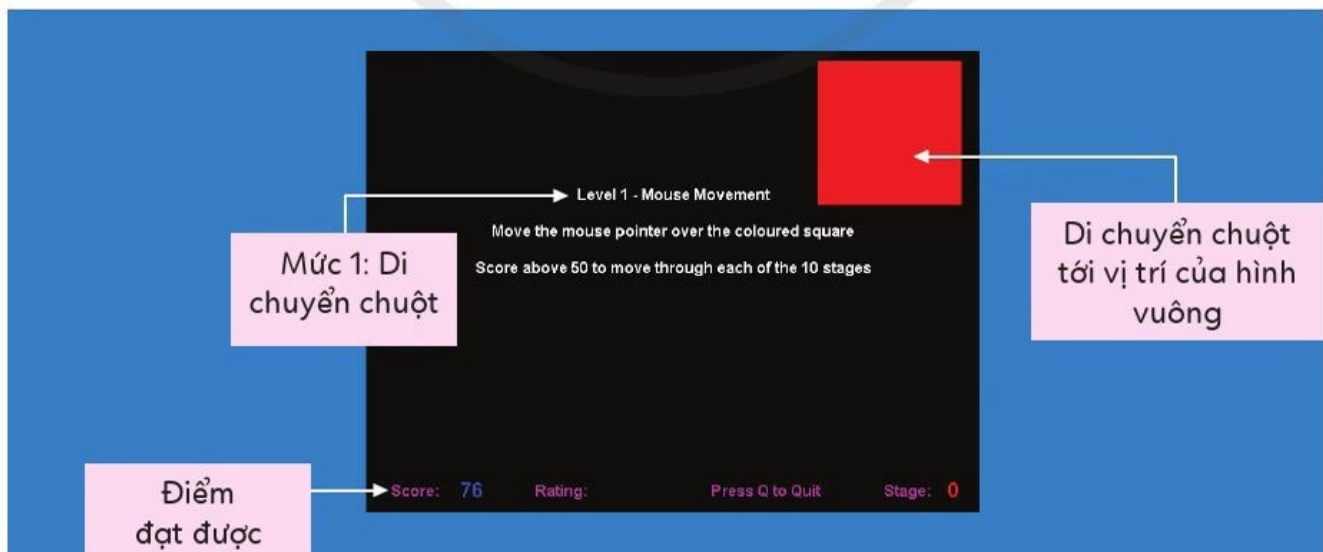 Level 1 - Mouse Movement
Move the mouse pointer over the coloured square
Score above 50 to move through each of the 10 stages
Mức 1: Di
chuyển chuột
Di chuyển chuột
tới vị trí của hình
vuông
Điểm
đạt được
Score: 76 Rating: Press Q to Quit Stage: 0